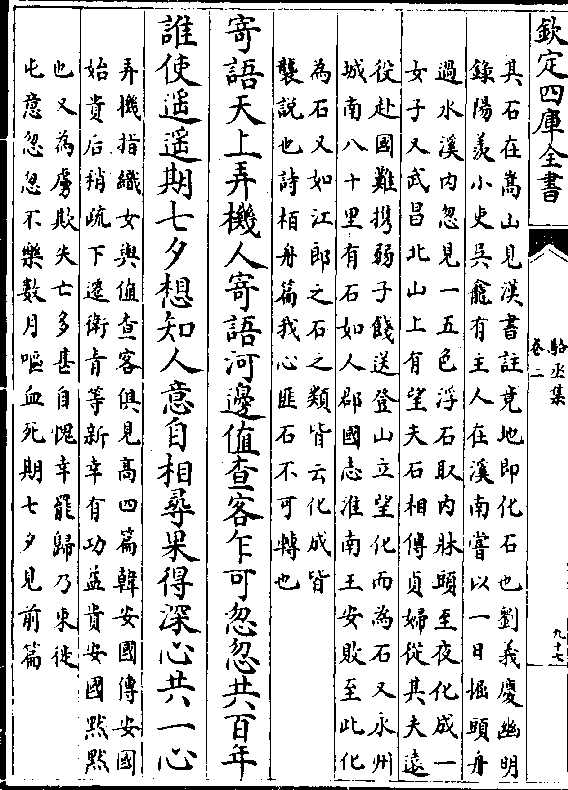 欽定四庫全書
駱丞集
卷二
九十七
其石在嵩山見漢書註克地即化石也劉義慶幽明
錄陽羨小吏吳龕有主人在溪南嘗以一日掘頭舟
過水溪内忽見一五色浮石取内牀頭至夜化成一
女子又武昌北山上有望夫石相傳貞婦從其夫逺
役赴國難携弱子餞送登山立望化而為石又永州
城南八十里有石如人郡國志淮南王安敗至此化
為石又如江郎之石之類皆云化成皆
襲説也詩栢舟篇我心匪石不可轉也
寄語天上弄機人寄語河邊值查客乍可忽忽共百年
誰使遥遥期七夕想知人意自相尋果得深心共一心
弄機指織女與值查客俱見髙四篇韓安國傳安國
始貴后稍疏下遷衛青等新幸有功益貴安國黙黙
也又為虜欺失亡多甚自愧幸罷歸乃東徙
屯意忽忽不樂數月嘔血死期七夕見前篇